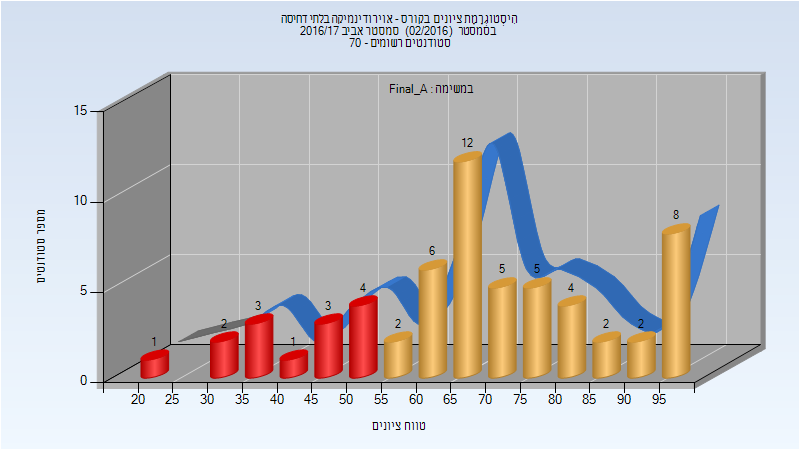 היסטוגרמת ציונים בקורס - אוירודינמיקה בלתי דחיסה
בסמסטר (02/2016) סמסטר אביב 2016/17
סטודנטים רשומים - 70
במשימה : Final_A
15
10
5
0
מספר סטודנטים
1
2
3
1
3
4
2
6
12
5
5
4
2
2
8
20 25 30 35 40 45 50 55 60 65 70 75 80 85 90 95
טווח ציונים